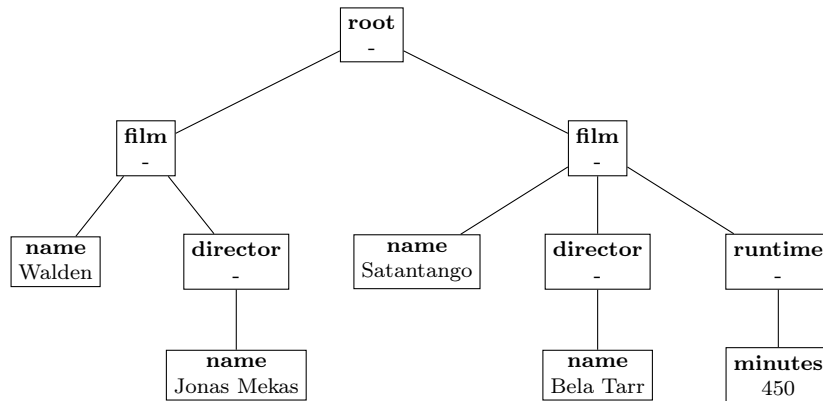 root
-
film
-
film
-
name
Walden
director
-
name
Satantango
director
-
runtime
-
name
Jonas Mekas
name
Bela Tarr
minutes
450